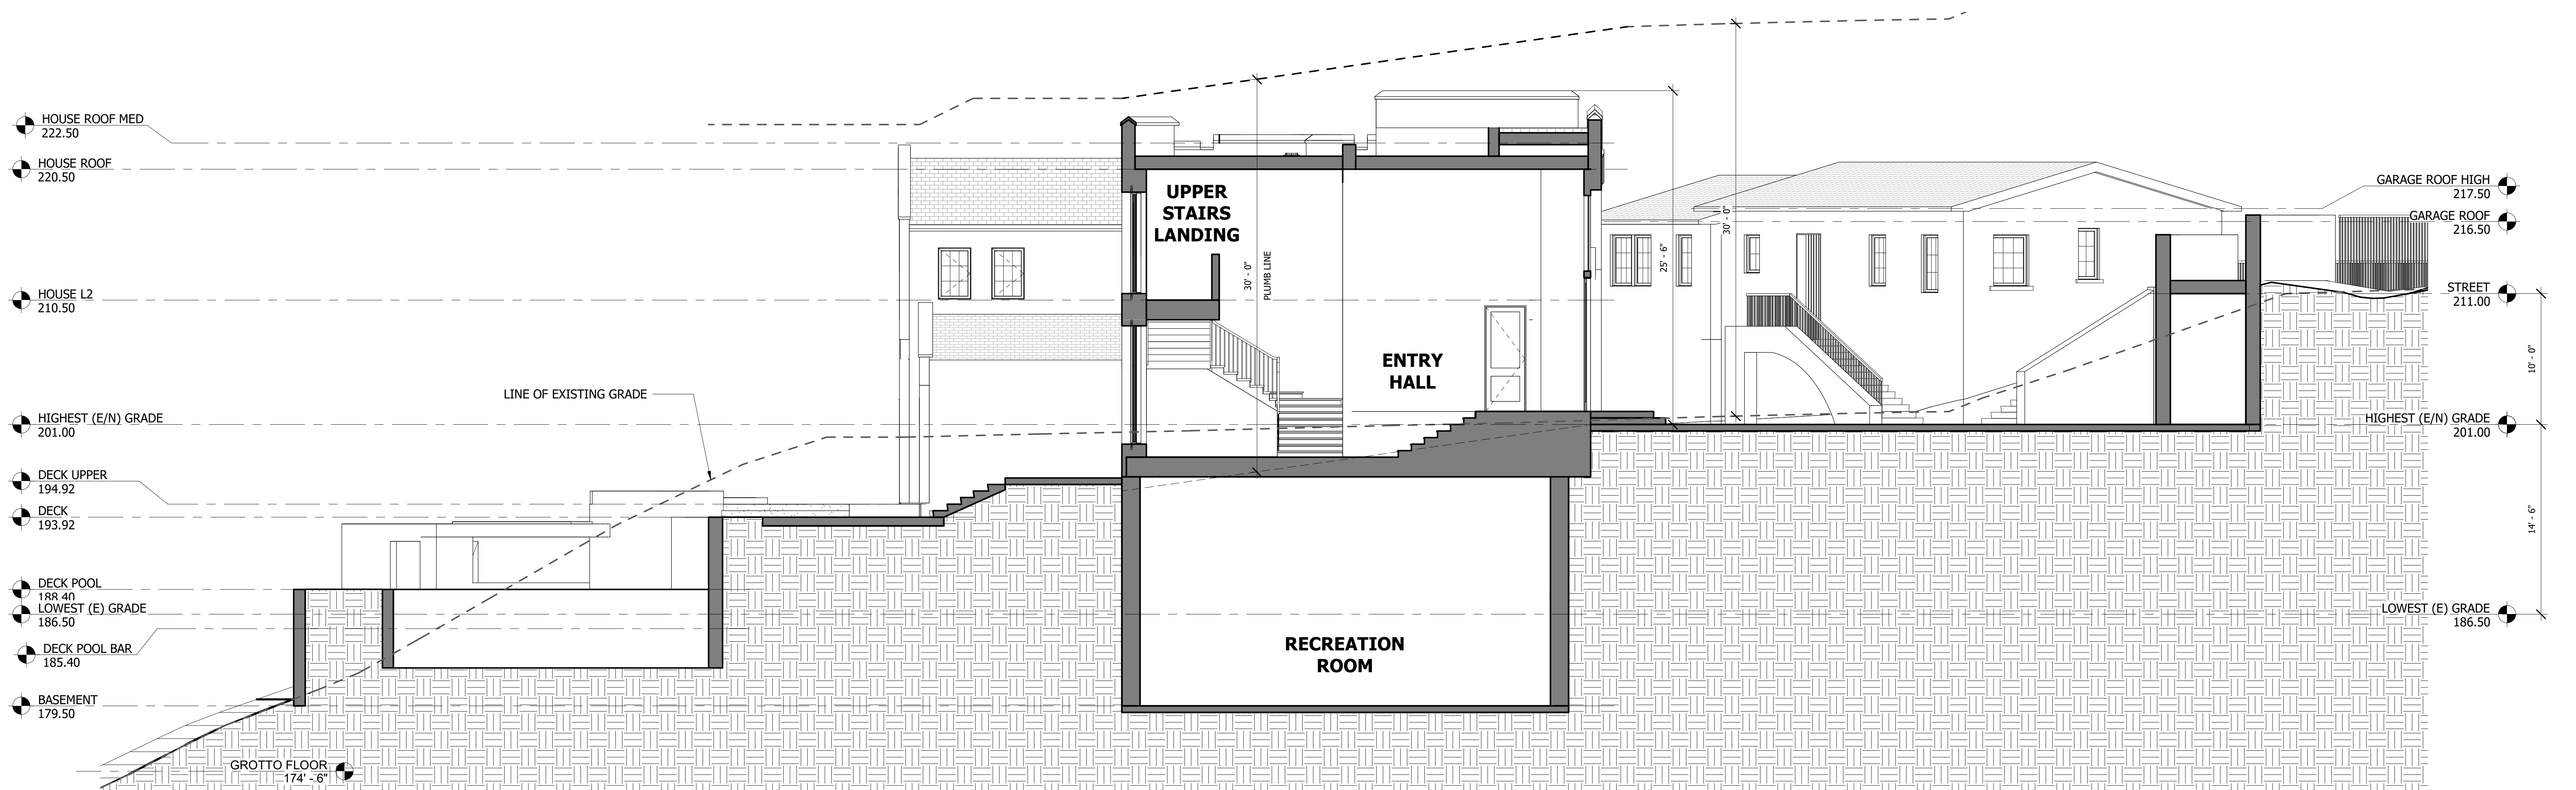 HOUSE ROOF MED
222.50
HOUSE ROOF
220.50
HOUSE L2
210.50
LINE OF EXISTING GRADE
HIGHEST (E/N) GRADE
201.00
DECK UPPER
194.92
DECK
193.92
DECK POOL
188.40
LOWEST (E) GRADE
186.50
DECK POOL BAR
185.40
BASEMENT
179.50
GROTTO FLOOR
174' - 6"
UPPER
STAIRS
LANDING
30' - 0"
PLUMB LINE
ENTRY
HALL
RECREATION
ROOM
25' - 6"
30' - 0"
GARAGE ROOF HIGH
217.50
GARAGE ROOF
216.50
STREET
211.00
10' - 0"
HIGHEST (E/N) GRADE
201.00
14' - 6"
LOWEST (E) GRADE
186.50